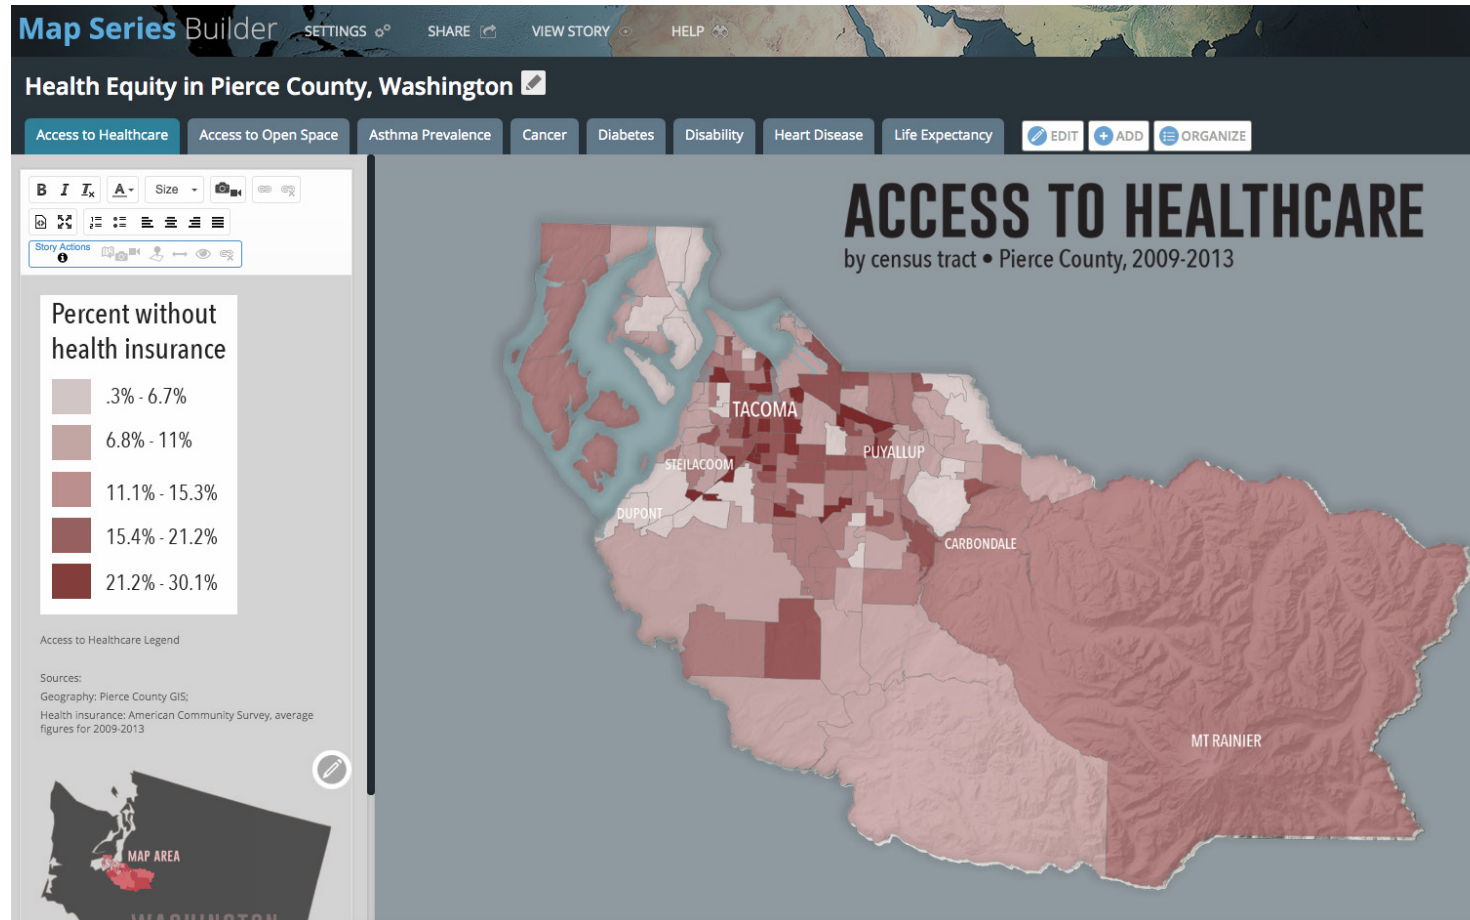 Map Series Builder SETTINGS SHARE VIEW STORY HELP
Health Equity in Pierce County, Washington
Access to Healthcare Access to Open Space Asthma Prevalence Cancer Diabetes Disability Heart Disease Life Expectancy EDIT ADD ORGANIZE
B I Tx A Size
Story Actions
Percent without
health insurance
.3% - 6.7%
6.8% - 11%
11.1% - 15.3%
15.4% - 21.2%
21.2% - 30.1%
Access to Healthcare Legend
Sources:
Geography: Pierce County GIS;
Health insurance: American Community Survey, average
figures for 2009-2013
MAP AREA
WASHINGTON
ACCESS TO HEALTHCARE
by census tract • Pierce County, 2009-2013
TACOMA
PUYALLUP
STEILACOOM
DUPONT
CARBONDALE
MT RAINIER